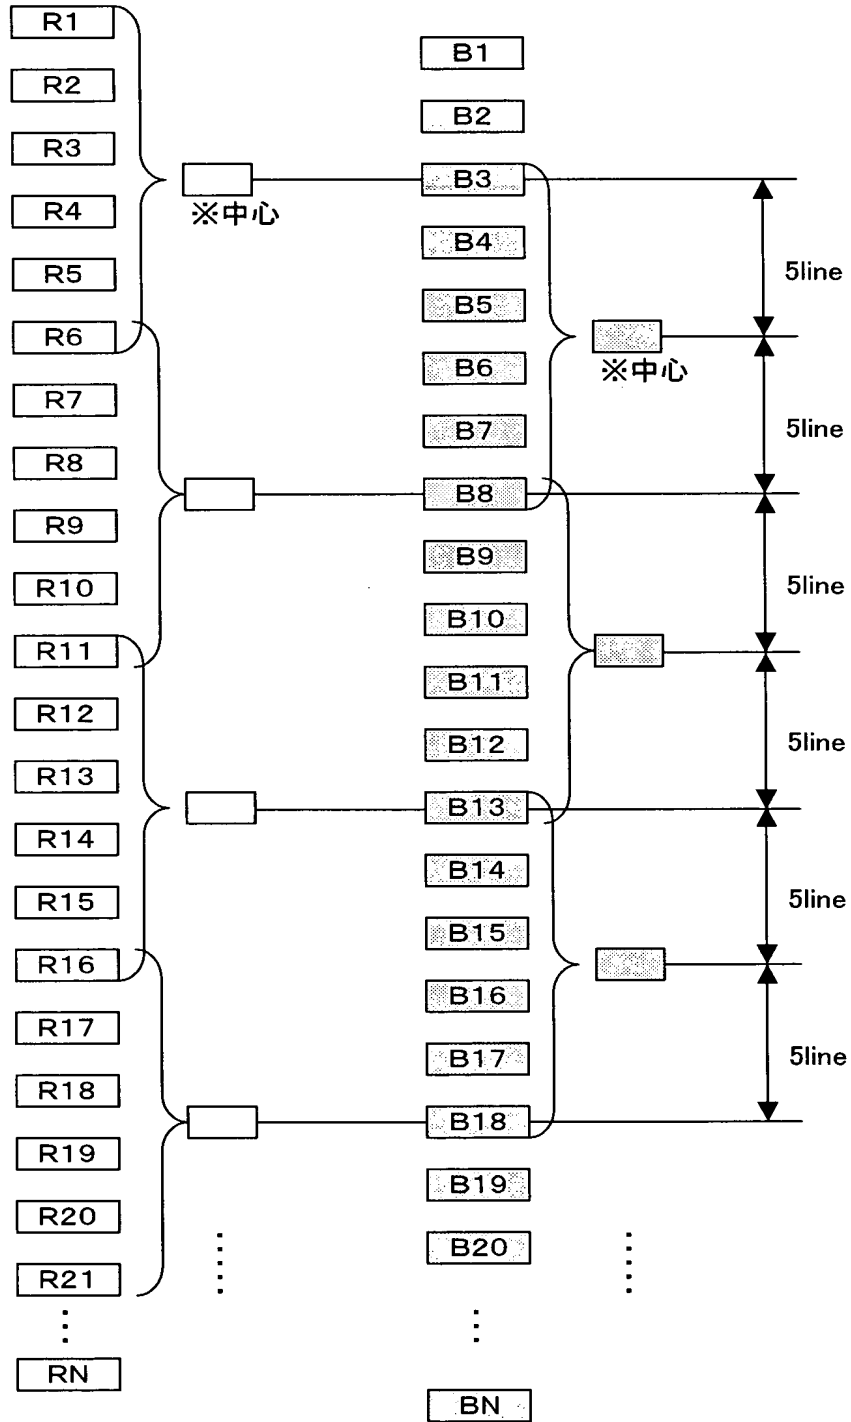 R1
R2
R3
R4
R5
R6
R7
R8
R9
R10
R11
R12
R13
R14
R15
R16
R17
R18
R19
R20
R21
⋮
RN
※中心
⋮
B1
B2
B3
B4
B5
B6
B7
B8
B9
B10
B11
B12
B13
B14
B15
B16
B17
B18
B19
B20
⋮
BN
※中心
⋮
5line
5line
5line
5line
5line
5line